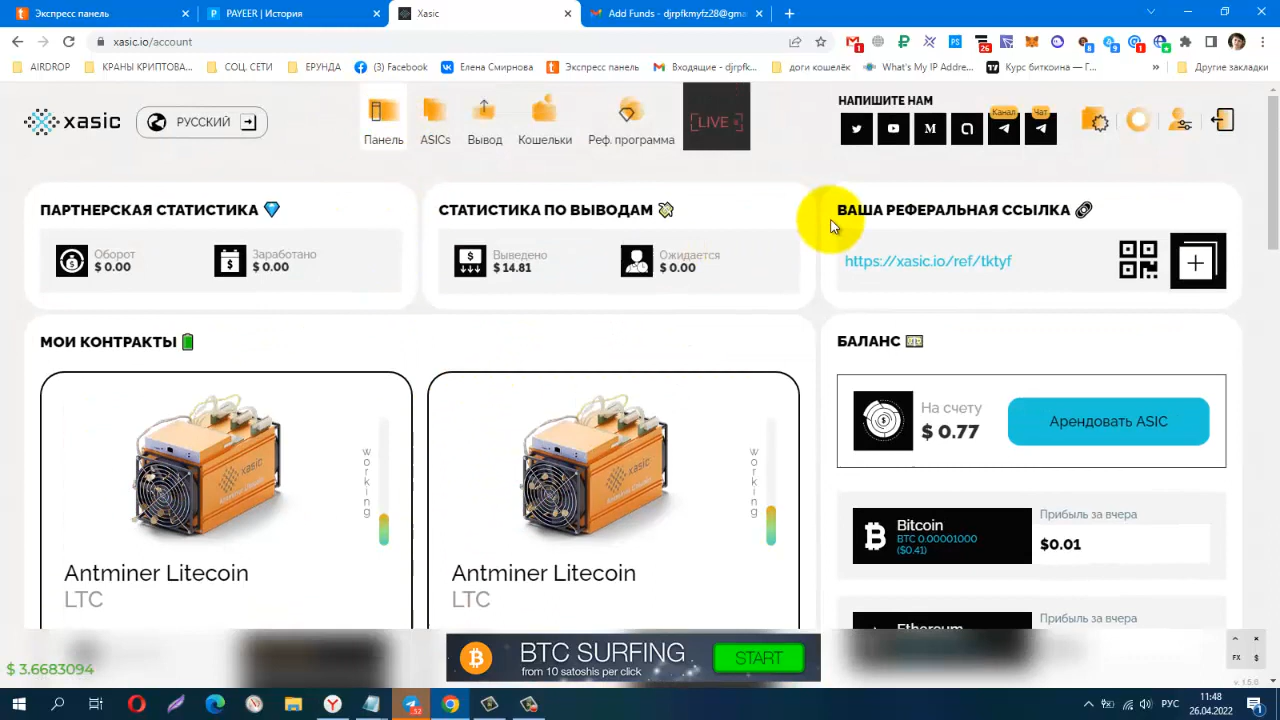 Экспресс панель
PAYEER | История
Xasic
Add Funds - djrpfkmyfz28@gma
xasic.io/account
AIRDROP
КРАНЫ КРИПТОВА...
СОЦ. СЕТИ
ЕРУНДА
(3) Facebook
Елена Смирнова
Экспресс панель
Входящие - djrpfk...
доги кошелёк
What's My IP Addre...
Курс биткоина — Г...
»
Другие закладки
xasic
РУССКИЙ
Панель
ASICs
Вывод
Кошельки
Реф. программа
LIVE
НАПИШИТЕ НАМ
Канал
Чат
ПАРТНЕРСКАЯ СТАТИСТИКА
Оборот
$ 0.00
Заработано
$ 0.00
СТАТИСТИКА ПО ВЫВОДАМ
Выведено
$ 14.81
Ожидается
$ 0.00
ВАША РЕФЕРАЛЬНАЯ ССЫЛКА
https://xasic.io/ref/tktyf
МОИ КОНТРАКТЫ
working
Antminer Litecoin
LTC
working
Antminer Litecoin
LTC
БАЛАНС
На счету
$ 0.77
Арендовать ASIC
Bitcoin
BTC 0.00001000
($0.41)
Прибыль за вчера
$0.01
Ethereum
Прибыль за вчера
$ 3.6683094
BTC SURFING
from 10 satoshis per click
START
FX
$
v. 1.5.6
РУС
11:48
26.04.2022